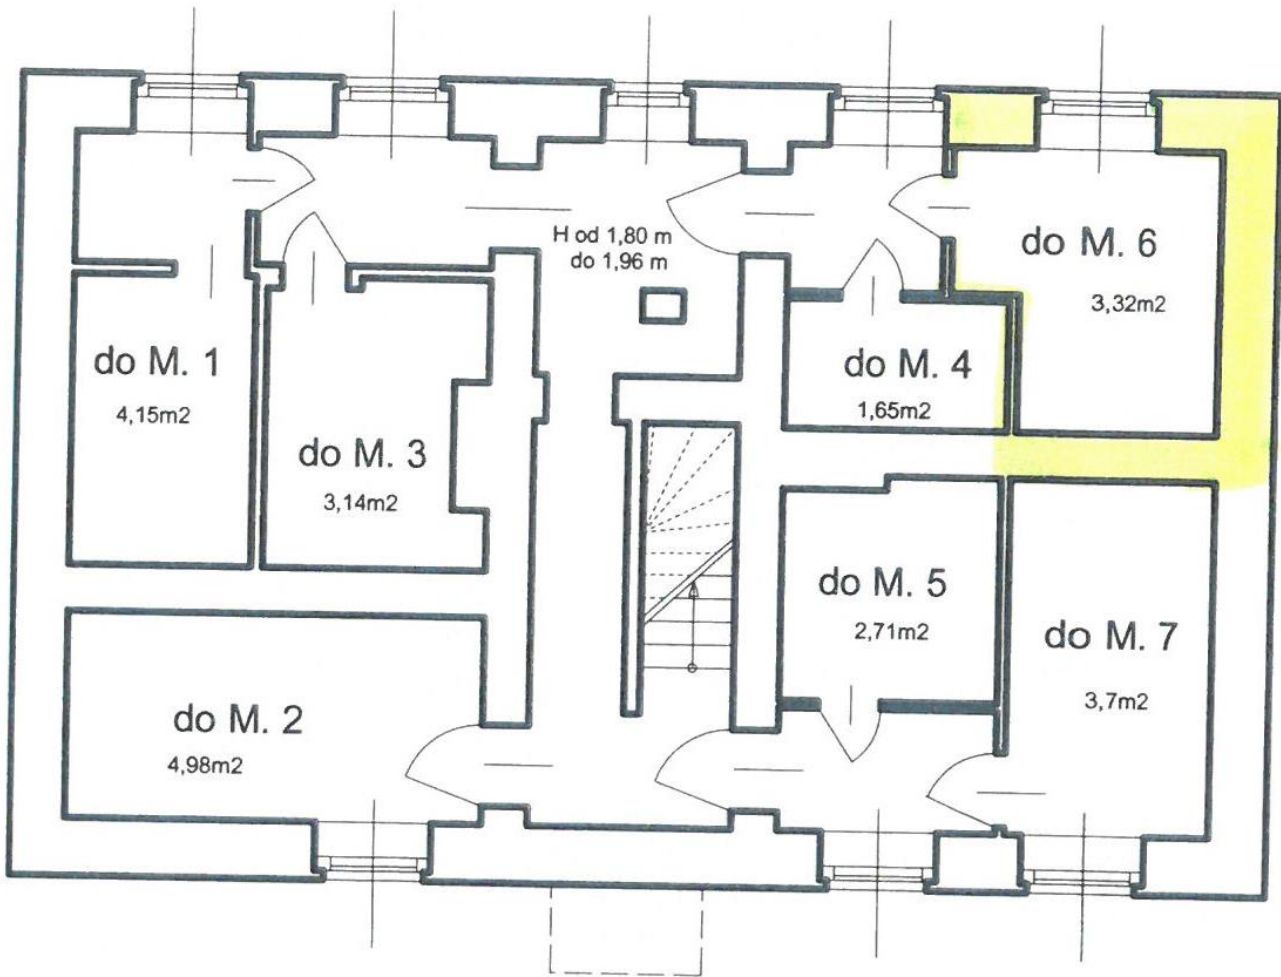 H od 1,80 m
do 1,96 m
do M. 6
3,32m2
do M. 1
4,15m2
do M. 4
1,65m2
do M. 3
3,14m2
do M. 5
2,71m2
do M. 7
3,7m2
do M. 2
4,98m2